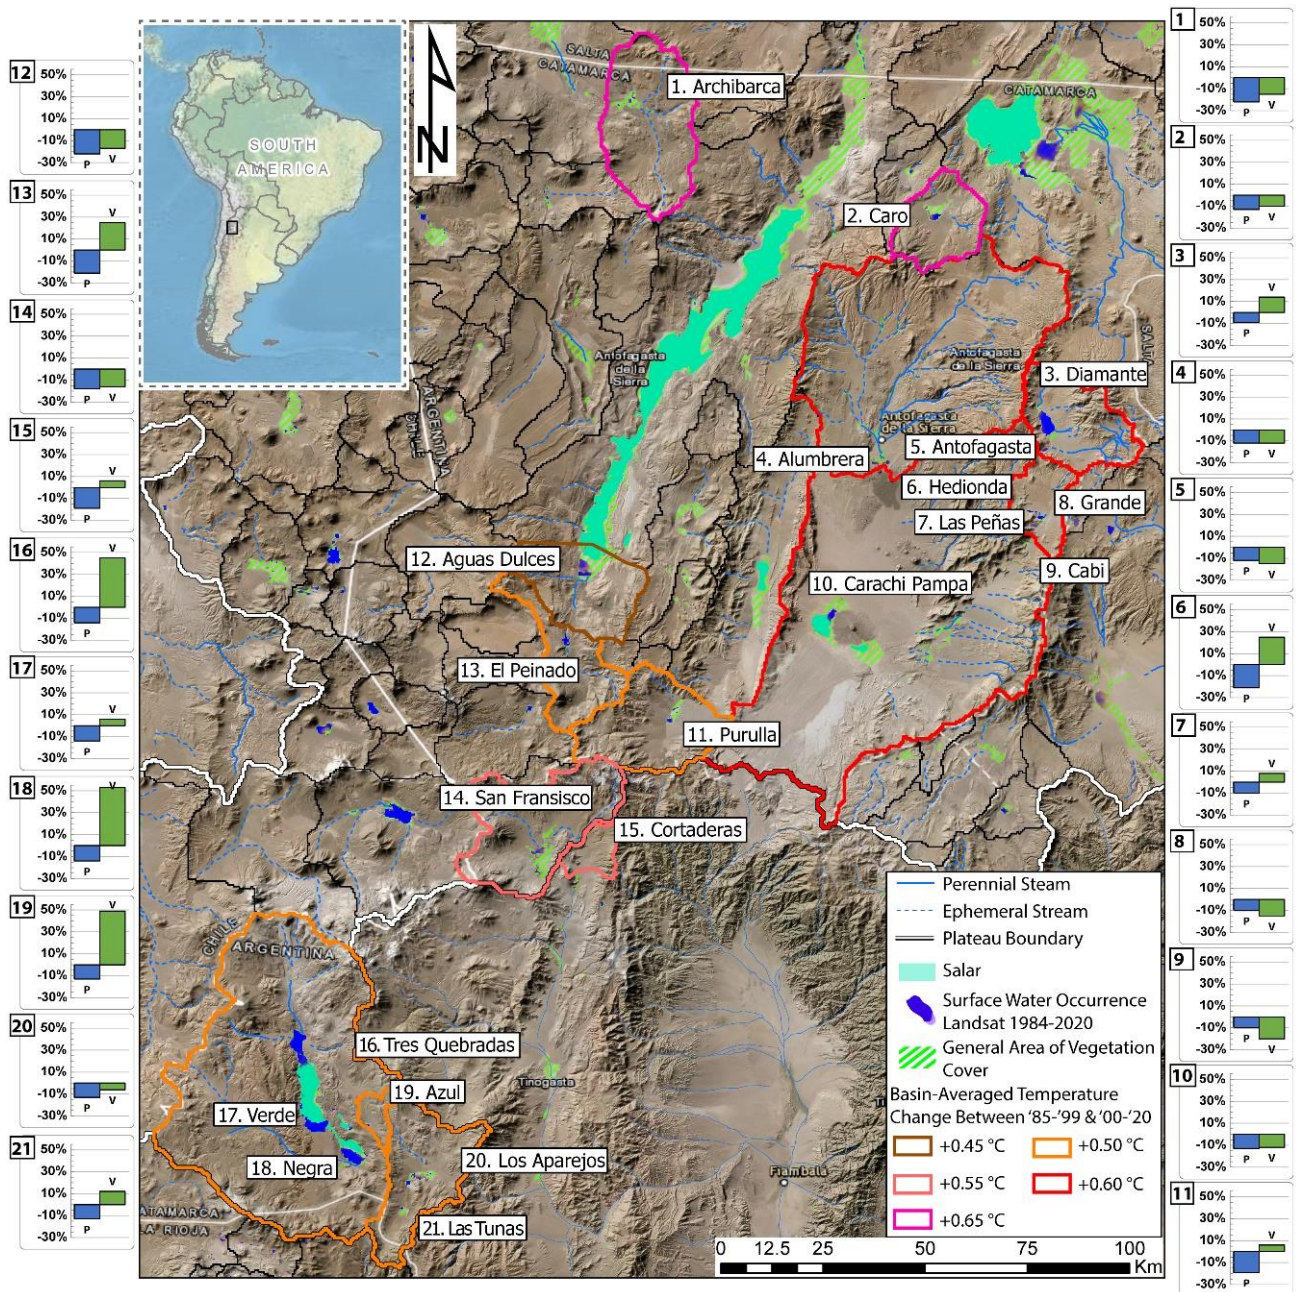 12
50%
30%
10%
-10%
-30%
P V
13
V
50%
30%
10%
-10%
-30%
P
14
50%
30%
10%
-10%
-30%
P V
15
50%
V
30%
10%
-10%
-30%
P
16
V
50%
30%
10%
-10%
-30%
P
17
50%
30%
V
10%
-10%
-30%
P
18
50%
V
30%
10%
-10%
-30%
P
19
V
50%
30%
10%
-10%
-30%
P
20
50%
30%
10%
-10%
-30%
P V
21
50%
30%
V
10%
-10%
-30%
P
SOUTH
AMERICA
N
SALTA
CATAMARCA
1. Archibarca
CATAMARCA
2. Caro
SALTA
Antofagasta
de la
Sierra
Antofagasta
de la Sierra
3. Diamante
ARGENTINA
CHILE
Antofagasta
de la Sierra
5. Antofagasta
4. Alumbrera
6. Hedionda
8. Grande
7. Las Peñas
12. Aguas Dulces
9. Cabi
10. Carachi Pampa
13. El Peinado
11. Purulla
14. San Fransisco
15. Cortaderas
CHILE
ARGENTINA
16. Tres Quebradas
Tinogasta
19. Azul
17. Verde
18. Negra
20. Los Aparejos
Fiambala
CATAMARCA
LA RIOJA
21. Las Tunas
Perennial Steam
Ephemeral Stream
Plateau Boundary
Salar
Surface Water Occurrence
Landsat 1984-2020
General Area of Vegetation
Cover
Basin-Averaged Temperature
Change Between '85-'99 & '00-'20
+0.45 °C +0.50 °C
+0.55 °C +0.60 °C
+0.65 °C
0 12.5 25 50 75 100
Km
1
50%
30%
10%
-10%
-30%
P V
2
50%
30%
10%
-10%
-30%
P V
3
50%
30%
V
10%
-10%
-30%
P
4
50%
30%
10%
-10%
-30%
P V
5
50%
30%
10%
-10%
-30%
P V
6
50%
V
30%
10%
-10%
-30%
P
7
50%
30%
V
10%
-10%
-30%
P
8
50%
30%
10%
-10%
-30%
P V
9
50%
30%
10%
-10%
-30%
P V
10
50%
30%
10%
-10%
-30%
P V
11
50%
30%
V
10%
-10%
-30%
P